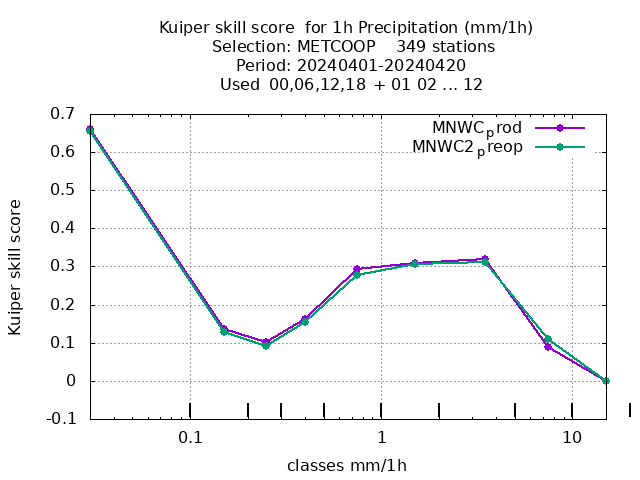 Kuiper skill score  for 1h Precipitation (mm/1h)
Selection: METCOOP    349 stations
Period: 20240401-20240420
Used  00,06,12,18  + 01 02 ... 12
MNWCprod
MNWC2preop
0.7
0.6
0.5
0.4
0.3
0.2
0.1
0
-0.1
Kuiper skill score
0.1 1 10
classes mm/1h